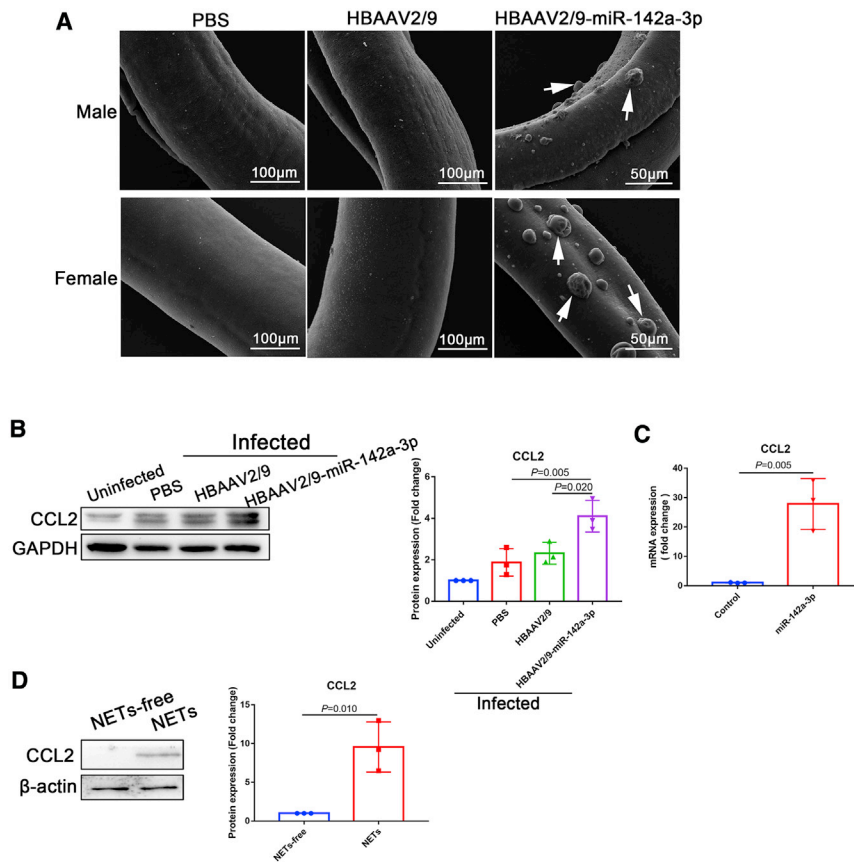 A
PBS
HBAAV2/9
HBAAV2/9-miR-142a-3p
Male
100μm
100μm
50μm
Female
100μm
100μm
50μm
B
Infected
Uninfected
PBS
HBAAV2/9
HBAAV2/9-miR-142a-3p
CCL2
GAPDH
CCL2
P=0.005
P=0.020
Protein expression (Fold change)
6
4
2
0
Uninfected
PBS
HBAAV2/9
HBAAV2/9-miR-142a-3p
Infected
C
CCL2
P=0.005
mRNA expression
( fold change )
40
30
20
10
0
Control
miR-142a-3p
D
NETs-free
NETs
CCL2
β-actin
CCL2
P=0.010
Protein expression (Fold change)
15
10
5
0
NETs-free
NETs